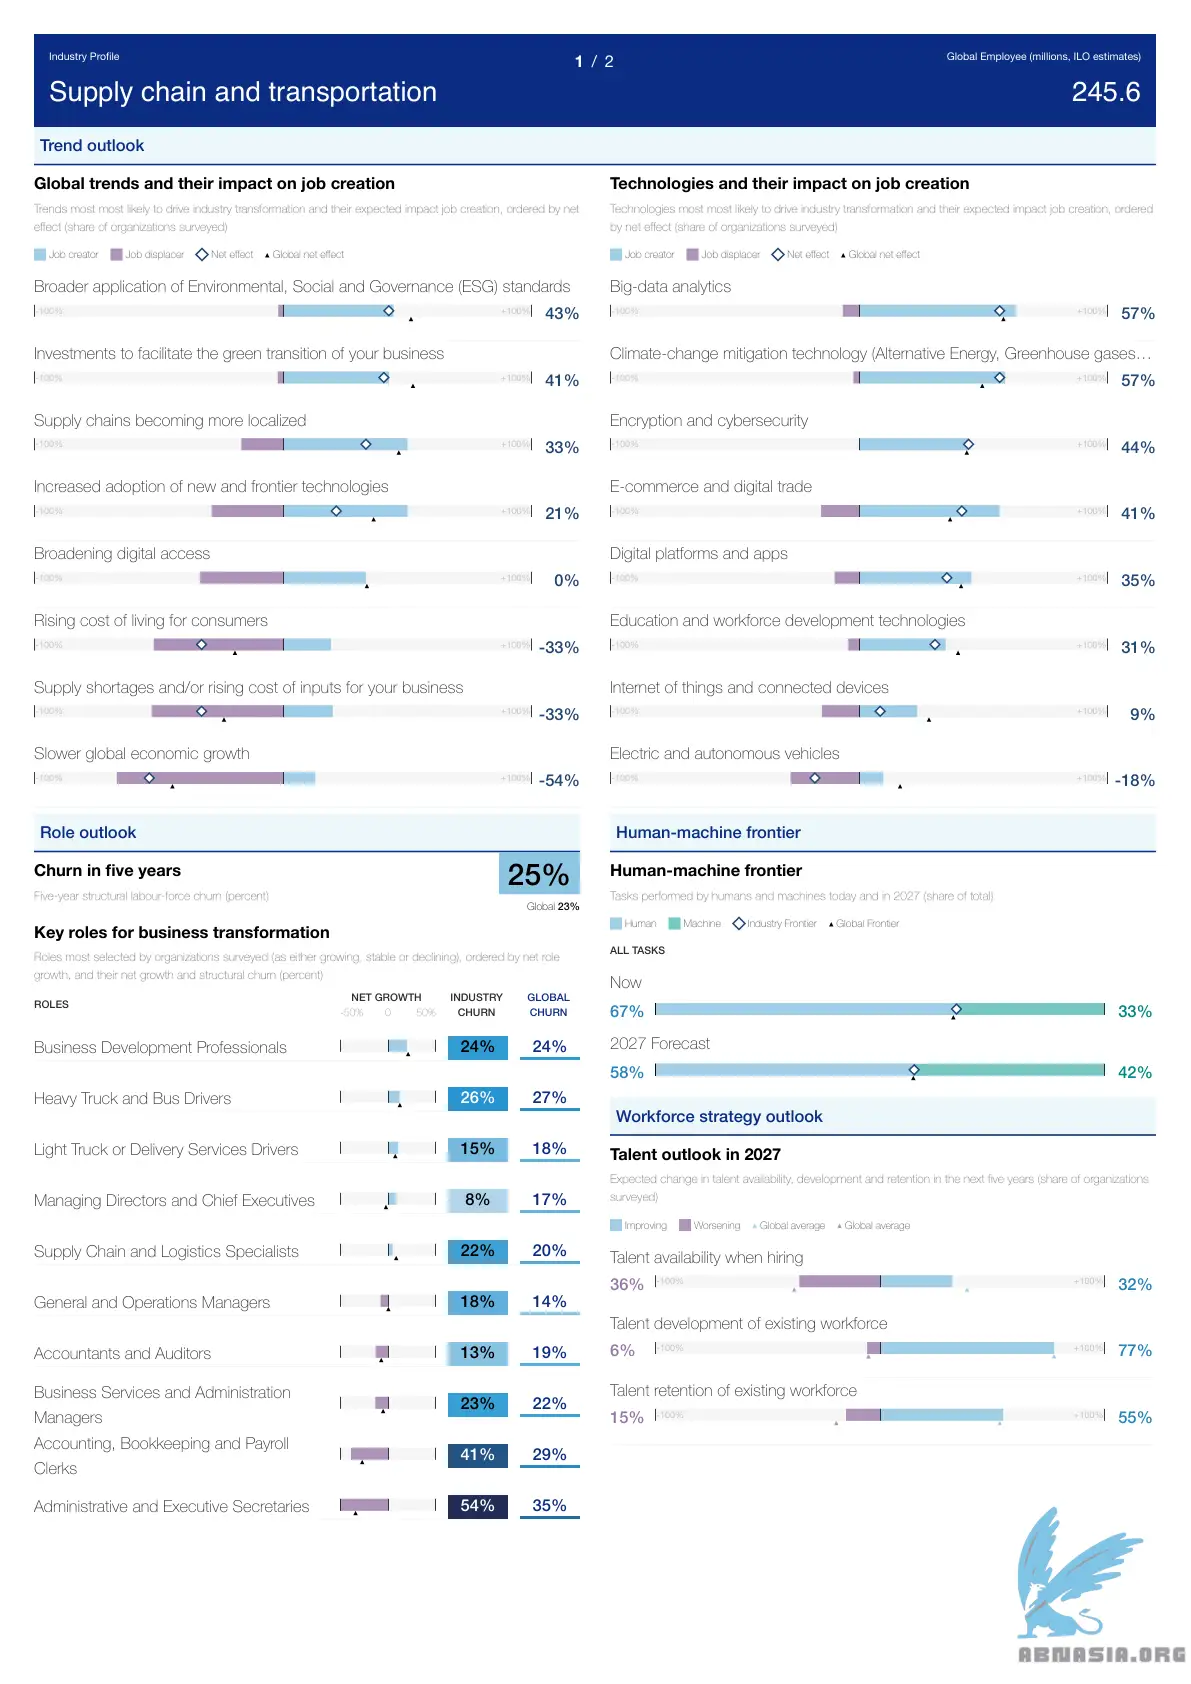 Industry Profile
1 / 2
Global Employee (millions, ILO estimates)
Supply chain and transportation
245.6
Trend outlook
Global trends and their impact on job creation
Trends most most likely to drive industry transformation and their expected impact job creation, ordered by net
effect (share of organizations surveyed)
Job creator Job displacer Net effect Global net effect
Broader application of Environmental, Social and Governance (ESG) standards
-100% +100% 43%
Investments to facilitate the green transition of your business
-100% +100% 41%
Supply chains becoming more localized
-100% +100% 33%
Increased adoption of new and frontier technologies
-100% +100% 21%
Broadening digital access
-100% +100% 0%
Rising cost of living for consumers
-100% +100% -33%
Supply shortages and/or rising cost of inputs for your business
-100% +100% -33%
Slower global economic growth
-100% +100% -54%
Technologies and their impact on job creation
Technologies most most likely to drive industry transformation and their expected impact job creation, ordered
by net effect (share of organizations surveyed)
Job creator Job displacer Net effect Global net effect
Big-data analytics
-100% +100% 57%
Climate-change mitigation technology (Alternative Energy, Greenhouse gases…
-100% +100% 57%
Encryption and cybersecurity
-100% +100% 44%
E-commerce and digital trade
-100% +100% 41%
Digital platforms and apps
-100% +100% 35%
Education and workforce development technologies
-100% +100% 31%
Internet of things and connected devices
-100% +100% 9%
Electric and autonomous vehicles
-100% +100% -18%
Role outlook
Churn in five years
25%
Five-year structural labour-force churn (percent)
Global 23%
Key roles for business transformation
Roles most selected by organizations surveyed (as either growing, stable or declining), ordered by net role
growth, and their net growth and structural churn (percent)
ROLES NET GROWTH INDUSTRY CHURN GLOBAL CHURN
-50% 0 50%
Business Development Professionals 24% 24%
Heavy Truck and Bus Drivers 26% 27%
Light Truck or Delivery Services Drivers 15% 18%
Managing Directors and Chief Executives 8% 17%
Supply Chain and Logistics Specialists 22% 20%
General and Operations Managers 18% 14%
Accountants and Auditors 13% 19%
Business Services and Administration
Managers 23% 22%
Accounting, Bookkeeping and Payroll
Clerks 41% 29%
Administrative and Executive Secretaries 54% 35%
Human-machine frontier
Human-machine frontier
Tasks performed by humans and machines today and in 2027 (share of total)
Human Machine Industry Frontier Global Frontier
ALL TASKS
Now
67% 33%
2027 Forecast
58% 42%
Workforce strategy outlook
Talent outlook in 2027
Expected change in talent availability, development and retention in the next five years (share of organizations
surveyed)
Improving Worsening Global average Global average
Talent availability when hiring
36% -100% +100% 32%
Talent development of existing workforce
6% -100% +100% 77%
Talent retention of existing workforce
15% -100% +100% 55%
ABNASIA.ORG